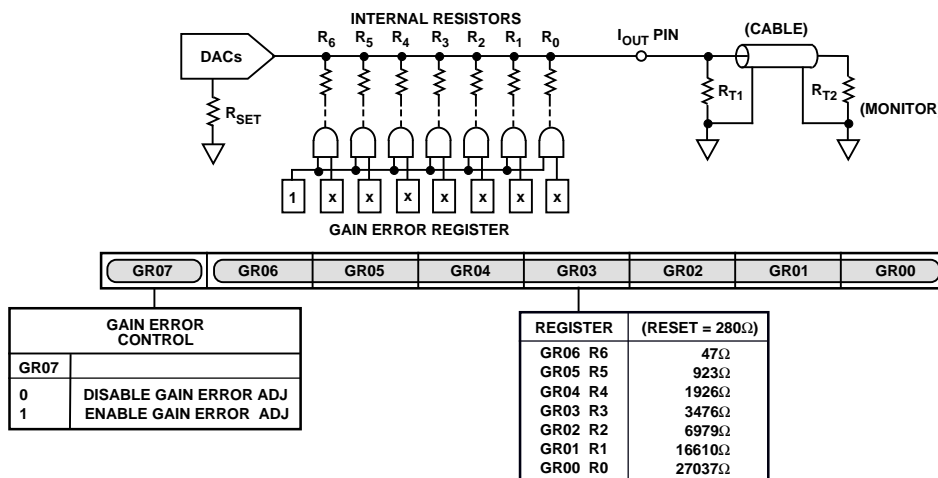 INTERNAL RESISTORS
R6 R5 R4 R3 R2 R1 R0
IOUT PIN
(CABLE)
DACs
RSET
RT1
RT2
(MONITOR
1 x x x x x x x
GAIN ERROR REGISTER
GR07 GR06 GR05 GR04 GR03 GR02 GR01 GR00
GAIN ERROR
CONTROL
GR07
0 DISABLE GAIN ERROR ADJ
1 ENABLE GAIN ERROR ADJ
REGISTER (RESET = 280Ω)
GR06 R6 47Ω
GR05 R5 923Ω
GR04 R4 1926Ω
GR03 R3 3476Ω
GR02 R2 6979Ω
GR01 R1 16610Ω
GR00 R0 27037Ω